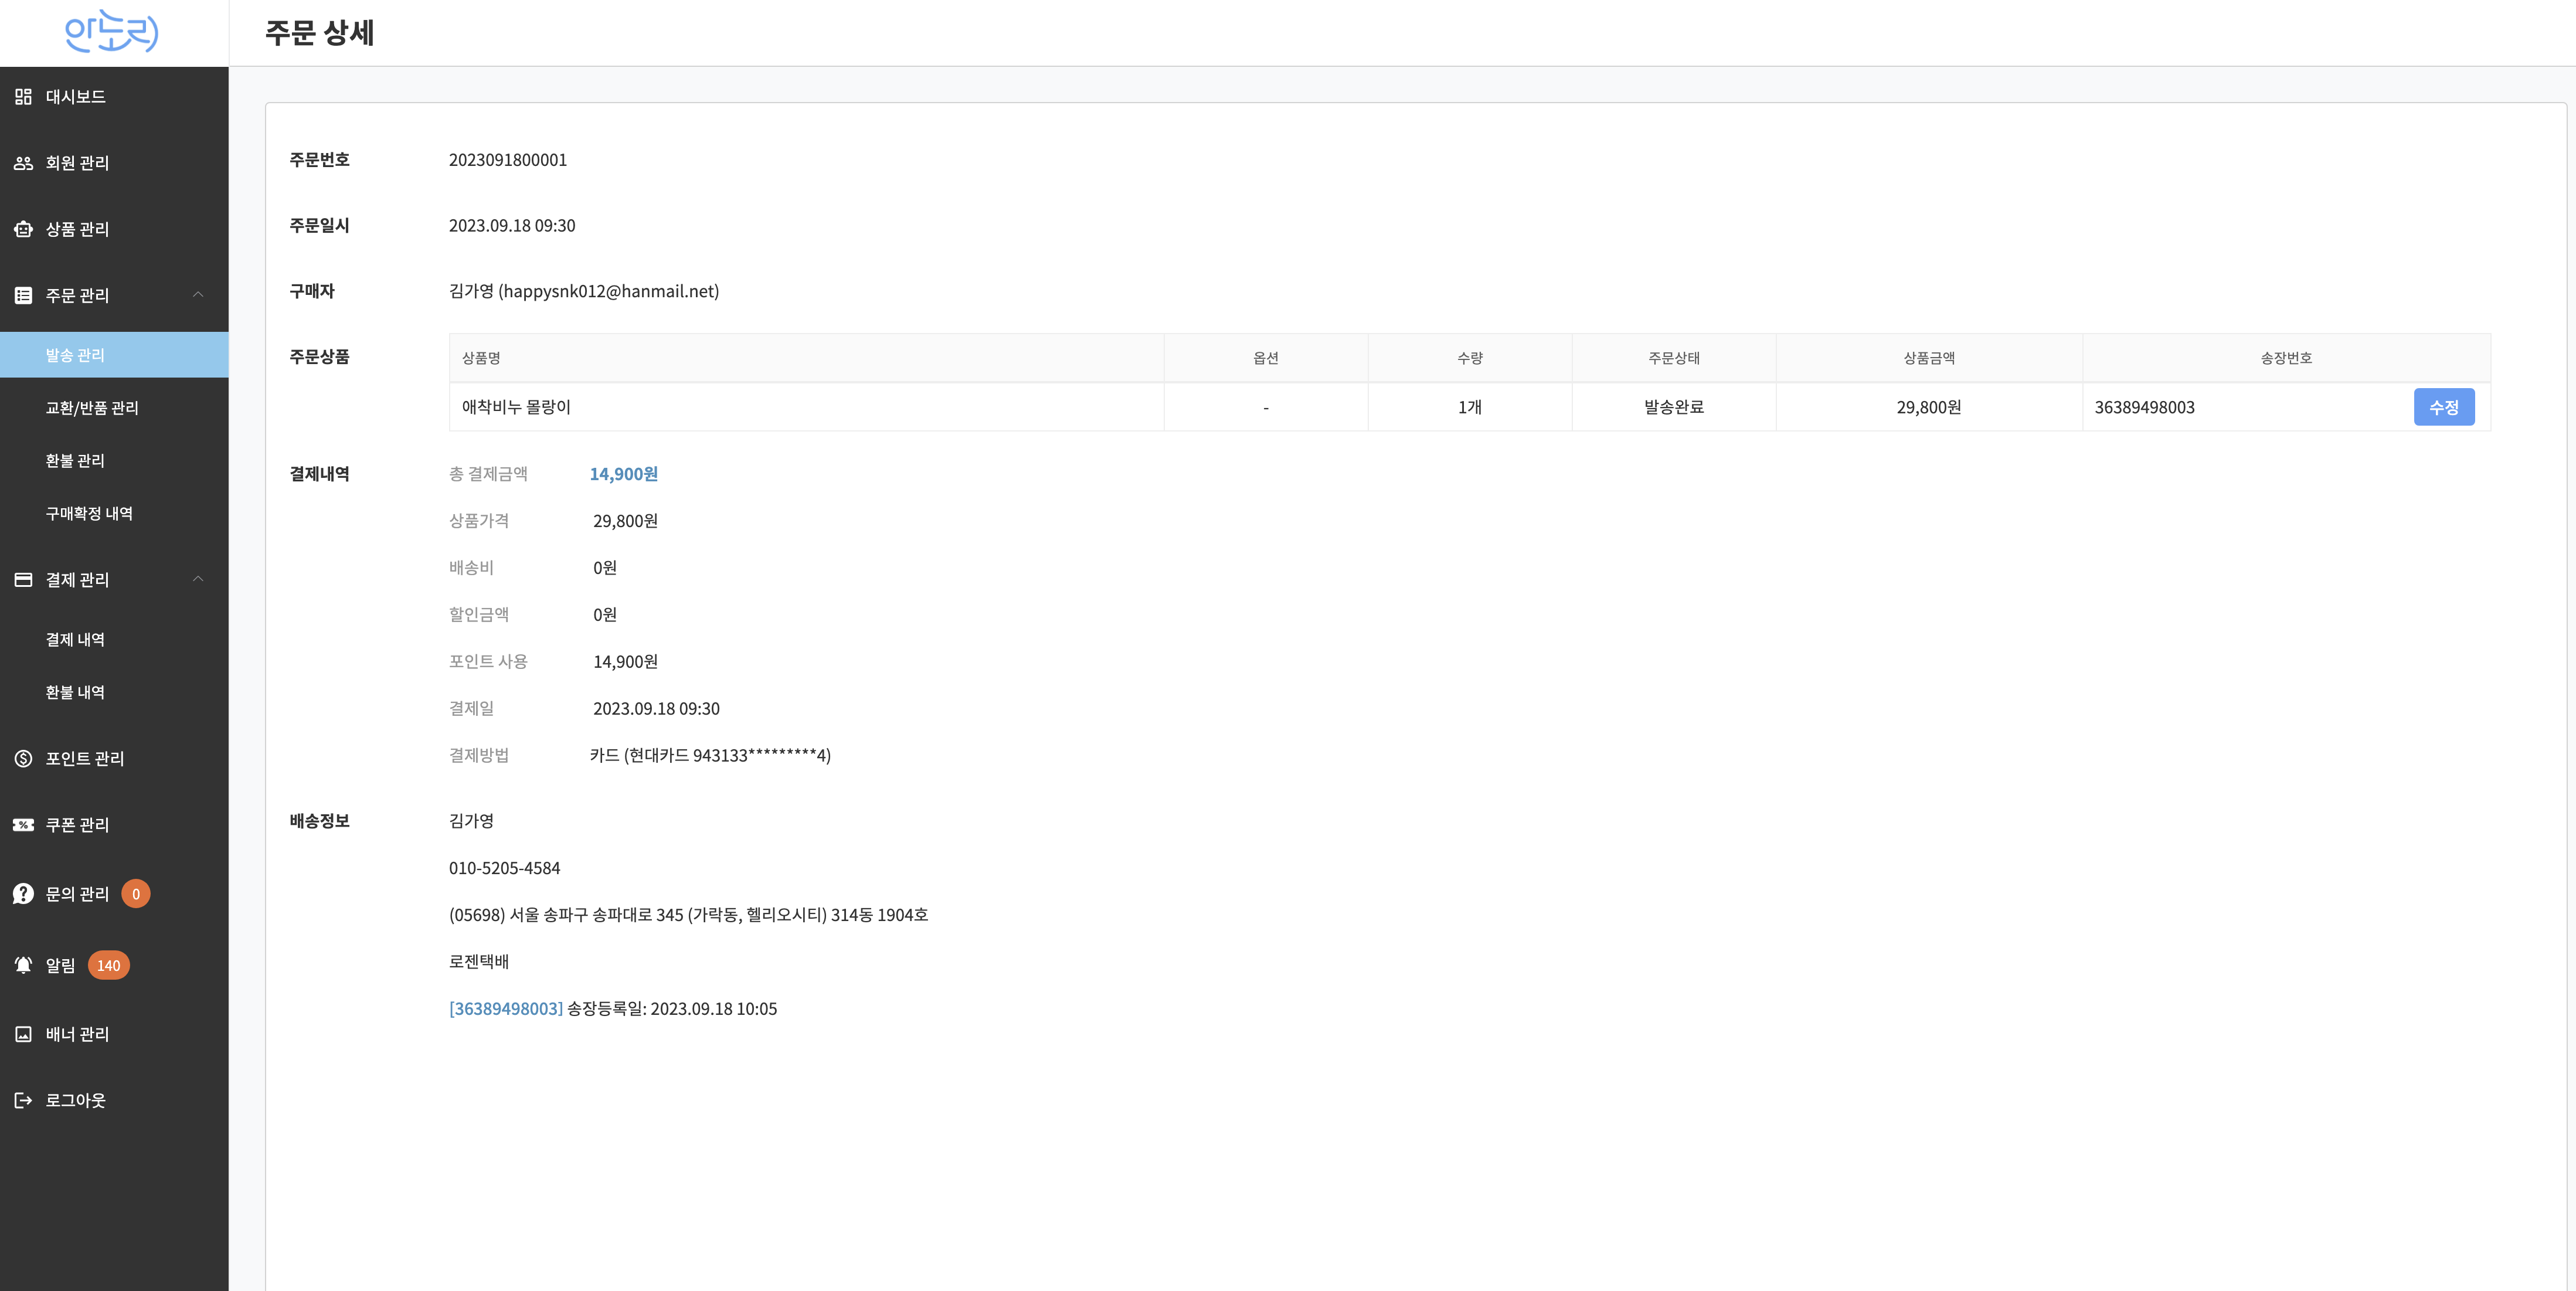 아노리
주문 상세
대시보드
회원 관리
상품 관리
주문 관리
발송 관리
교환/반품 관리
환불 관리
구매확정 내역
결제 관리
결제 내역
환불 내역
포인트 관리
쿠폰 관리
문의 관리 0
알림 140
배너 관리
로그아웃
주문번호 2023091800001
주문일시 2023.09.18 09:30
구매자 김가영 (happysnk012@hanmail.net)
주문상품 상품명 옵션 수량 주문상태 상품금액 송장번호
애착비누 몰랑이 - 1개 발송완료 29,800원 36389498003 수정
결제내역 총 결제금액 14,900원
상품가격 29,800원
배송비 0원
할인금액 0원
포인트 사용 14,900원
결제일 2023.09.18 09:30
결제방법 카드 (현대카드 943133*********4)
배송정보 김가영
010-5205-4584
(05698) 서울 송파구 송파대로 345 (가락동, 헬리오시티) 314동 1904호
로젠택배
[36389498003] 송장등록일: 2023.09.18 10:05